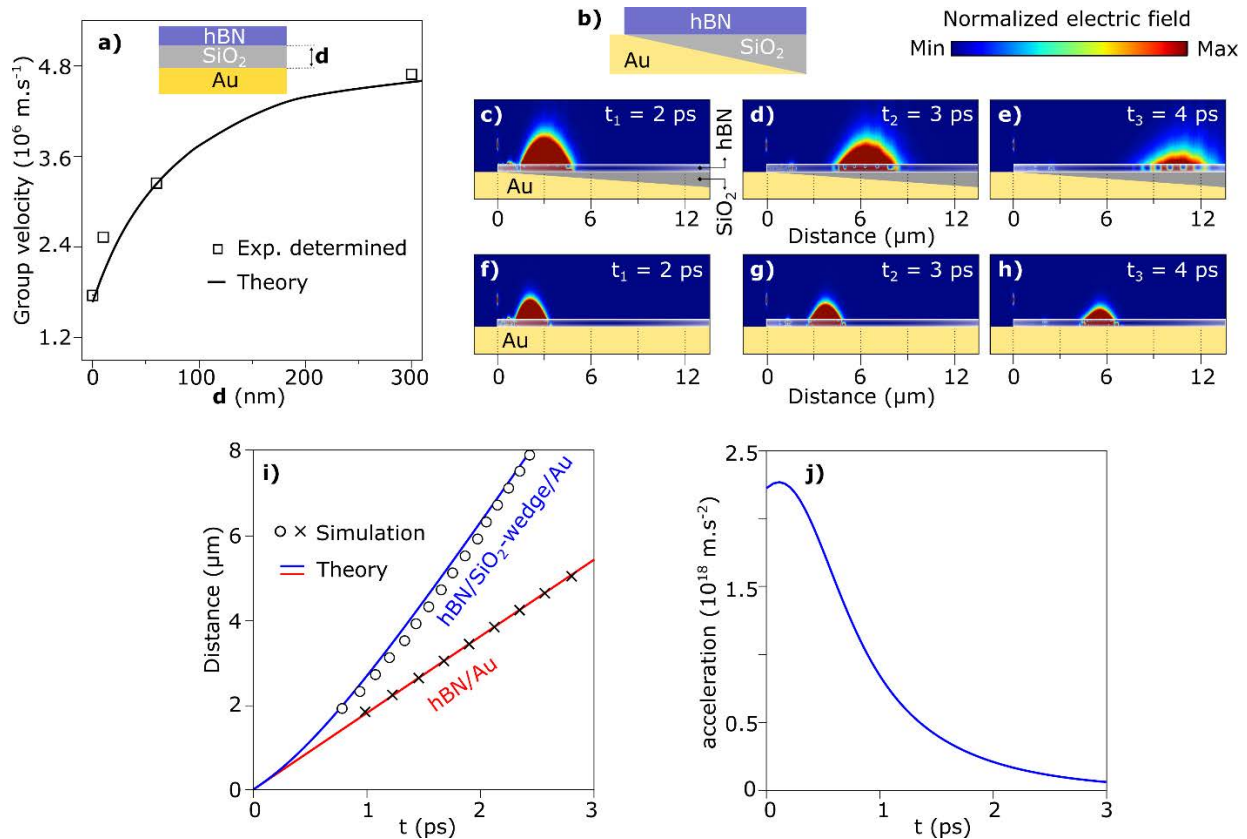 a)
hBN
SiO₂
d
Au
4.8
3.6
2.4
1.2
Group velocity (10⁶ m.s⁻¹)
Exp. determined
Theory
0
100
200
300
d (nm)
b)
hBN
SiO₂
Au
Normalized electric field
Min
Max
c)
t₁ = 2 ps
Au
SiO₂
hBN
d)
t₂ = 3 ps
e)
t₃ = 4 ps
0
6
12
0
6
12
0
6
12
Distance (µm)
f)
t₁ = 2 ps
Au
g)
t₂ = 3 ps
h)
t₃ = 4 ps
0
6
12
0
6
12
0
6
12
Distance (µm)
i)
8
6
4
2
0
Distance (µm)
Simulation
Theory
hBN/SiO₂-wedge/Au
hBN/Au
0
1
2
3
t (ps)
j)
2.5
1.5
0.5
0
acceleration (10¹⁸ m.s⁻²)
0
1
2
3
t (ps)